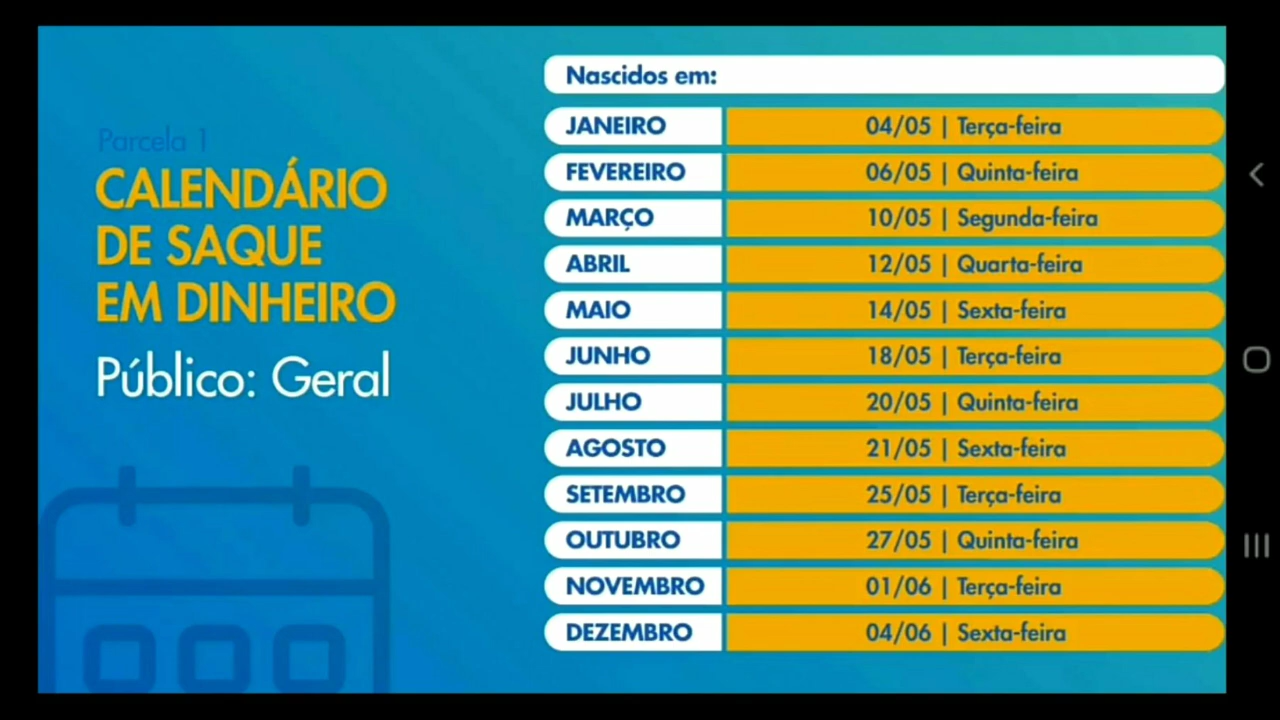 Parcela 1
CALENDÁRIO
DE SAQUE
EM DINHEIRO
Público: Geral
Nascidos em:
JANEIRO 04/05 | Terça-feira
FEVEREIRO 06/05 | Quinta-feira
MARÇO 10/05 | Segunda-feira
ABRIL 12/05 | Quarta-feira
MAIO 14/05 | Sexta-feira
JUNHO 18/05 | Terça-feira
JULHO 20/05 | Quinta-feira
AGOSTO 21/05 | Sexta-feira
SETEMBRO 25/05 | Terça-feira
OUTUBRO 27/05 | Quinta-feira
NOVEMBRO 01/06 | Terça-feira
DEZEMBRO 04/06 | Sexta-feira